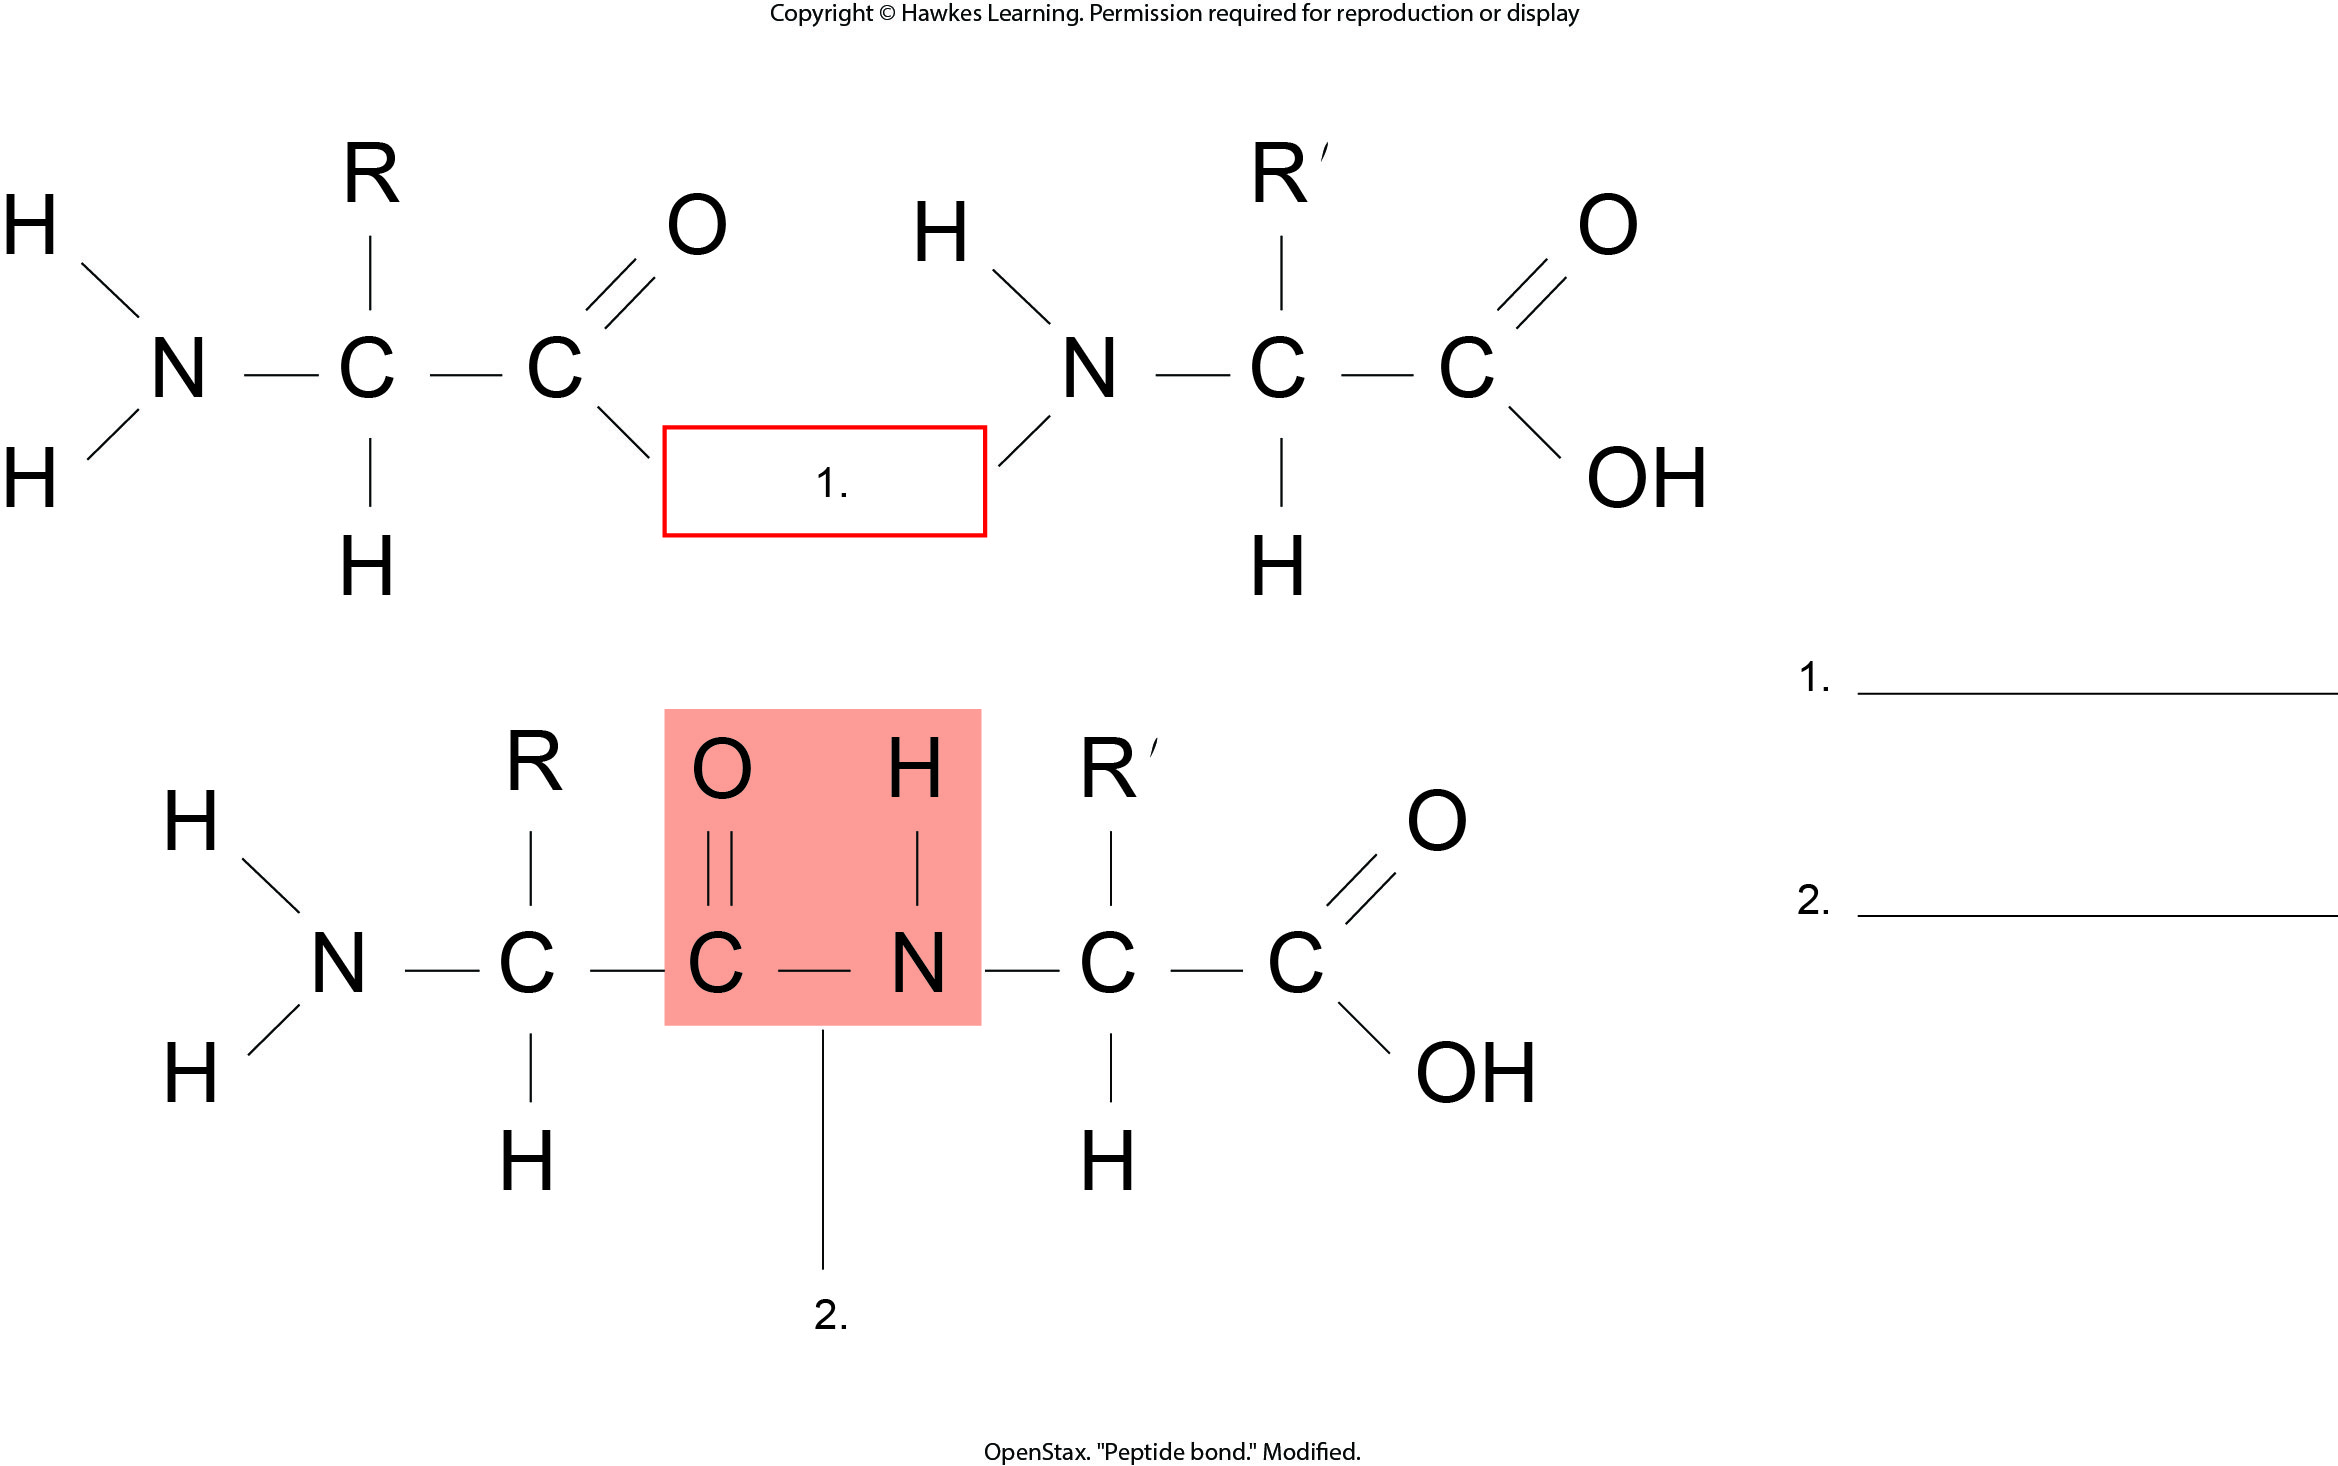 Copyright © Hawkes Learning. Permission required for reproduction or display
R R′
H O H O
N C C N C C
H 1. OH
H H
1.
R O H R′
H O
2.
N C C N C C
H OH
H H
2.
OpenStax. "Peptide bond." Modified.